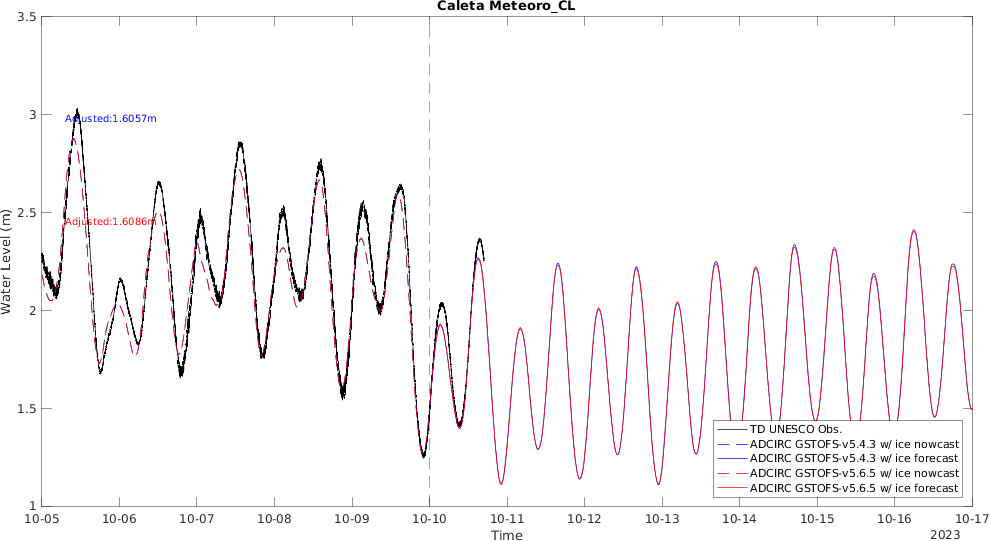 Caleta Meteoro_CL
3.5
3
2.5
2
1.5
1
Water Level (m)
Adjusted:1.6057m
Adjusted:1.6086m
TD UNESCO Obs.
ADCIRC GSTOFS-v5.4.3 w/ ice nowcast
ADCIRC GSTOFS-v5.4.3 w/ ice forecast
ADCIRC GSTOFS-v5.6.5 w/ ice nowcast
ADCIRC GSTOFS-v5.6.5 w/ ice forecast
10-05 10-06 10-07 10-08 10-09 10-10 10-11 10-12 10-13 10-14 10-15 10-16 10-17
Time
2023